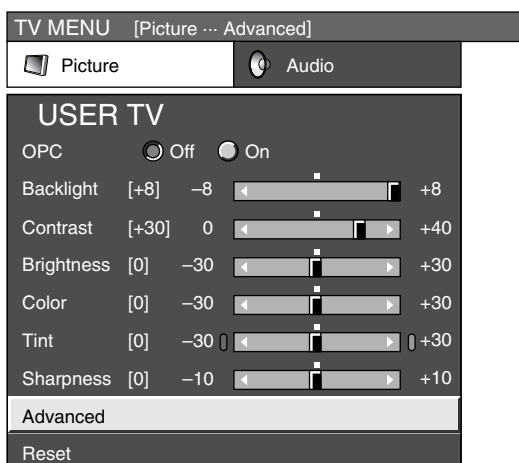 TV MENU [Picture ··· Advanced]
Picture Audio
USER TV
OPC Off On
Backlight [+8] –8 +8
Contrast [+30] 0 +40
Brightness [0] –30 +30
Color [0] –30 +30
Tint [0] –30 +30
Sharpness [0] –10 +10
Advanced
Reset